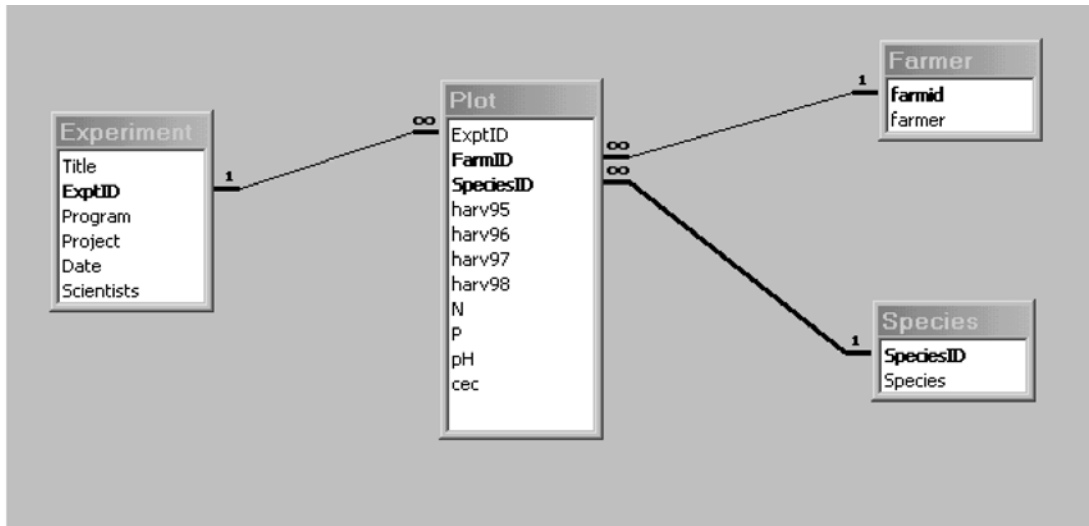 Experiment
Title
ExptID
Program
Project
Date
Scientists
1
∞
Plot
ExptID
FarmID
SpeciesID
harv95
harv96
harv97
harv98
N
P
pH
cec
∞
∞
1
Farmer
farmid
farmer
1
Species
SpeciesID
Species